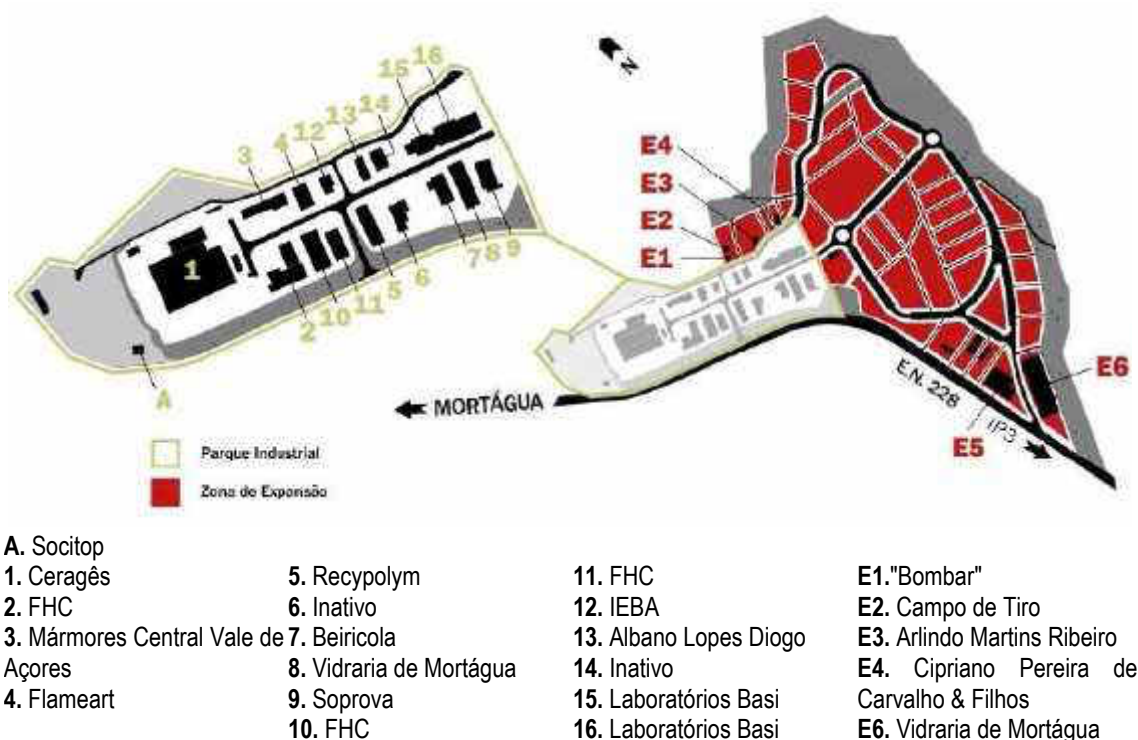 16
15
14
13
12
4
3
N
E4
E3
E2
E1
1
9
8
7
6
5
11
10
2
A
MORTÁGUA
E.N. 228
IP3
E6
E5
Parque Industrial
Zona de Expansão
A. Socitop
1. Ceragês
2. FHC
3. Mármores Central Vale de
Açores
4. Flameart
5. Recypolym
6. Inativo
7. Beiricola
8. Vidraria de Mortágua
9. Soprova
10. FHC
11. FHC
12. IEBA
13. Albano Lopes Diogo
14. Inativo
15. Laboratórios Basi
16. Laboratórios Basi
E1."Bombar"
E2. Campo de Tiro
E3. Arlindo Martins Ribeiro
E4. Cipriano Pereira de
Carvalho & Filhos
E6. Vidraria de Mortágua